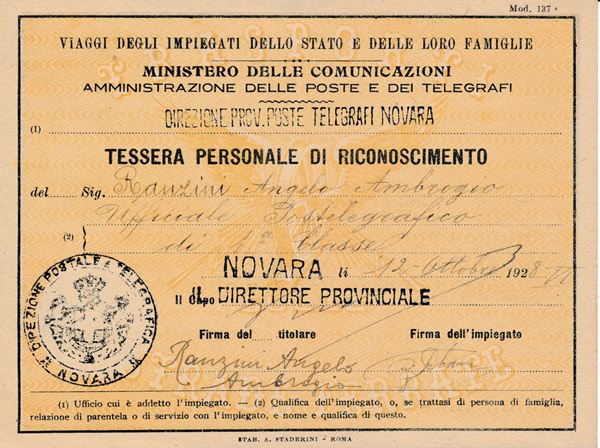 Mod. 137
VIAGGI DEGLI IMPIEGATI DELLO STATO E DELLE LORO FAMIGLIE
MINISTERO DELLE COMUNICAZIONI
AMMINISTRAZIONE DELLE POSTE E DEI TELEGRAFI
(1) DIREZIONE PROV. POSTE TELEGRAFI NOVARA
TESSERA PERSONALE DI RICONOSCIMENTO
del Sig. Ranzini Angelo Ambrogio
Ufficiale Postelegrafico
(2) di 1ª Classe
NOVARA li 12 Ottobre 1928
Il Capo IL DIRETTORE PROVINCIALE
DIREZIONE POSTALE E TELEGRAFICA
NOVARA
Firma del titolare Firma dell'impiegato
Ranzini Angelo
Ambrogio
(1) Ufficio cui è addetto l'impiegato. — (2) Qualifica dell'impiegato, o, se trattasi di persona di famiglia,
relazione di parentela o di servizio con l'impiegato, e nome e qualifica di questo.
STAB. A. STADERINI - ROMA